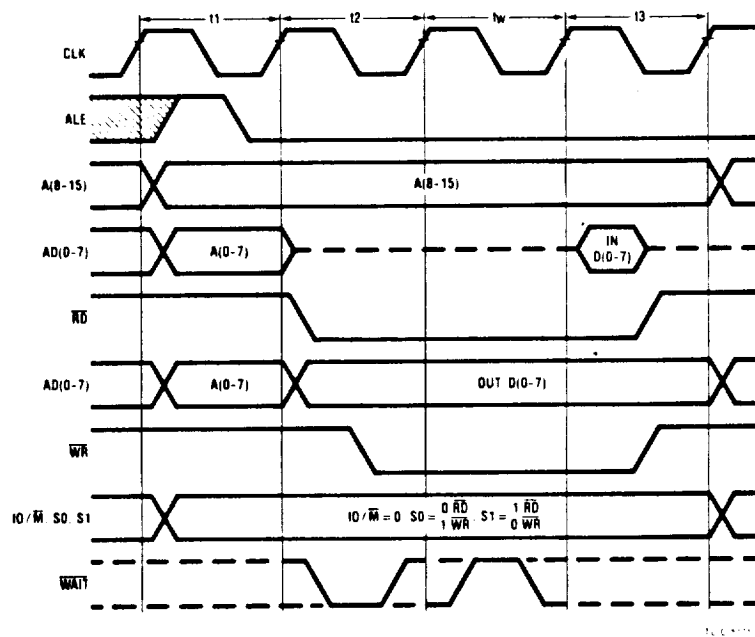 t1 t2 tw t3
CLK
ALE
A(8-15) A(8-15)
AD(0-7) A(0-7) IN D(0-7)
RD
AD(0-7) A(0-7) OUT D(0-7)
WR
IO/M S0 S1 IO/M = 0 S0 = 0 RD 1 WR S1 = 1 RD 0 WR
WAIT